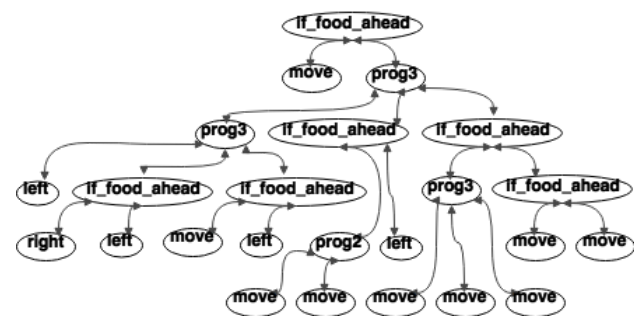 if_food_ahead
move prog3
prog3 if_food_ahead if_food_ahead
left if_food_ahead if_food_ahead prog3 if_food_ahead
right left move left prog2 left move move
move move move move move